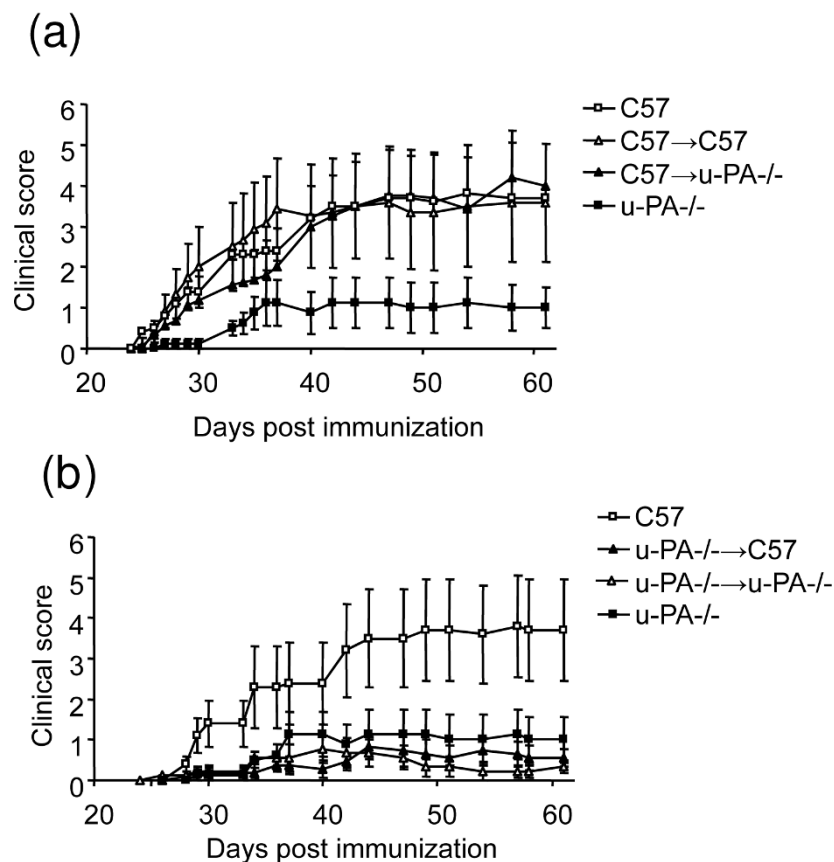 (a)
6
5
4
3
2
1
0
Clinical score
20 30 40 50 60
Days post immunization
C57
C57→C57
C57→u-PA-/-
u-PA-/-
(b)
6
5
4
3
2
1
0
Clinical score
20 30 40 50 60
Days post immunization
C57
u-PA-/-→C57
u-PA-/-→u-PA-/-
u-PA-/-